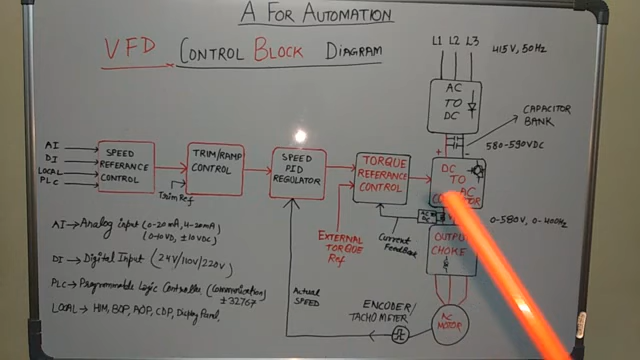 A FOR AUTOMATION
VFD CONTROL BLOCK DIAGRAM
L1 L2 L3
415V, 50Hz
AC
TO
DC
CAPACITOR
BANK
+ -
580-590VDC
AI
DI
LOCAL
PLC
SPEED
REFERANCE
CONTROL
TRIM/RAMP
CONTROL
Trim Ref
SPEED
PID
REGULATOR
TORQUE
REFERANCE
CONTROL
DC
TO
AC
0-580V, 0-400Hz
EXTERNAL
TORQUE
Ref
Current
Feedback
AC
DC
OUTPUT
CHOKE
Actual
SPEED
ENCODER/
TACHOMETER
AC
MOTOR
AI → Analog input (0-20mA, 4-20mA)
(0-10VD, ±10VDC)
DI → Digital Input (24V/110V/220V)
PLC → Programmable Logic Controller (Communication)
±32767
LOCAL → HIM, BOP, AOP, CDP, Display Panel,